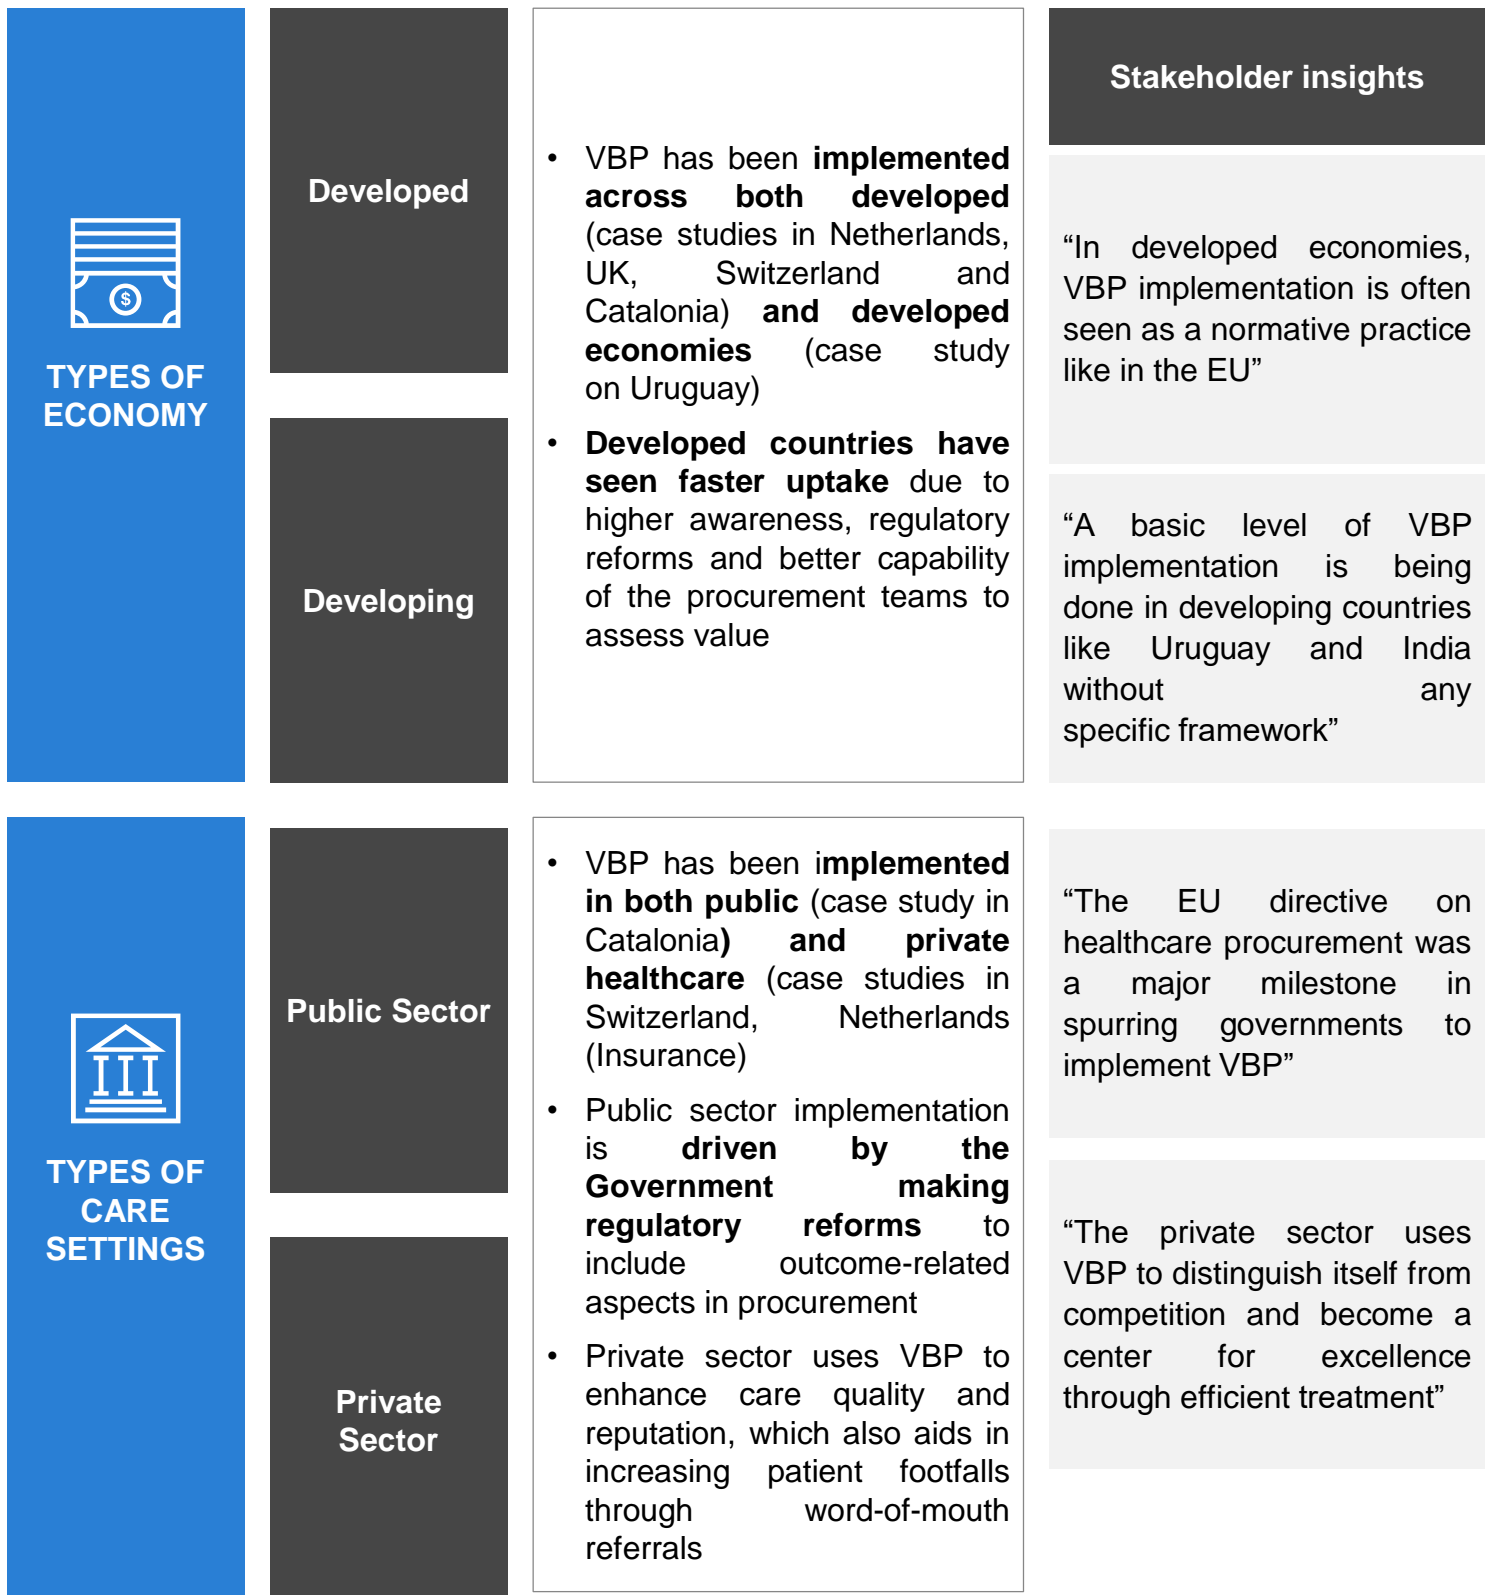 TYPES OF
ECONOMY
Developed
Developing
• VBP has been implemented
across both developed
(case studies in Netherlands,
UK, Switzerland and
Catalonia) and developed
economies (case study
on Uruguay)
• Developed countries have
seen faster uptake due to
higher awareness, regulatory
reforms and better capability
of the procurement teams to
assess value
Stakeholder insights
“In developed economies,
VBP implementation is often
seen as a normative practice
like in the EU”
“A basic level of VBP
implementation is being
done in developing countries
like Uruguay and India
without any
specific framework”
TYPES OF
CARE
SETTINGS
Public Sector
Private
Sector
• VBP has been implemented
in both public (case study in
Catalonia) and private
healthcare (case studies in
Switzerland, Netherlands
(Insurance)
• Public sector implementation
is driven by the
Government making
regulatory reforms to
include outcome-related
aspects in procurement
• Private sector uses VBP to
enhance care quality and
reputation, which also aids in
increasing patient footfalls
through word-of-mouth
referrals
“The EU directive on
healthcare procurement was
a major milestone in
spurring governments to
implement VBP”
“The private sector uses
VBP to distinguish itself from
competition and become a
center for excellence
through efficient treatment”